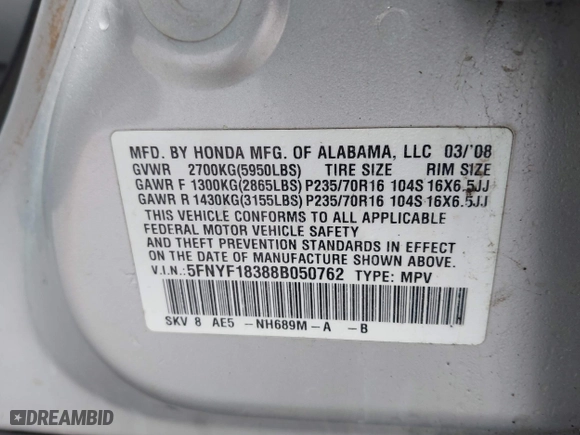 MFD. BY HONDA MFG. OF ALABAMA, LLC 03/'08
GVWR 2700KG(5950LBS) TIRE SIZE RIM SIZE
GAWR F 1300KG(2865LBS) P235/70R16 104S 16X6.5JJ
GAWR R 1430KG(3155LBS) P235/70R16 104S 16X6.5JJ
THIS VEHICLE CONFORMS TO ALL APPLICABLE
FEDERAL MOTOR VEHICLE SAFETY
AND THEFT PREVENTION STANDARDS IN EFFECT
ON THE DATE OF MANUFACTURE SHOWN ABOVE.
V.I.N.: 5FNYF18388B050762 TYPE: MPV
SKV 8 AE5 -NH689M-A -B
DREAMBID